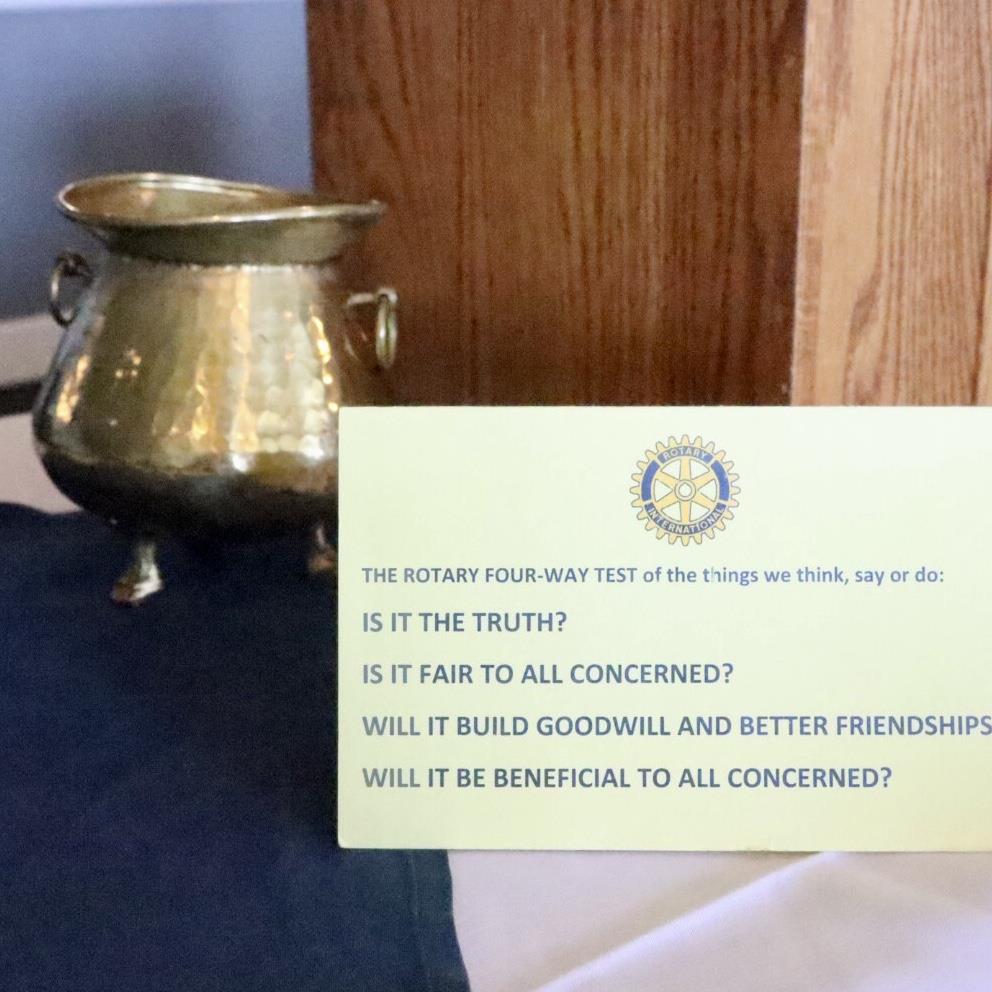 ROTARY
INTERNATIONAL
THE ROTARY FOUR-WAY TEST of the things we think, say or do:
IS IT THE TRUTH?
IS IT FAIR TO ALL CONCERNED?
WILL IT BUILD GOODWILL AND BETTER FRIENDSHIPS
WILL IT BE BENEFICIAL TO ALL CONCERNED?